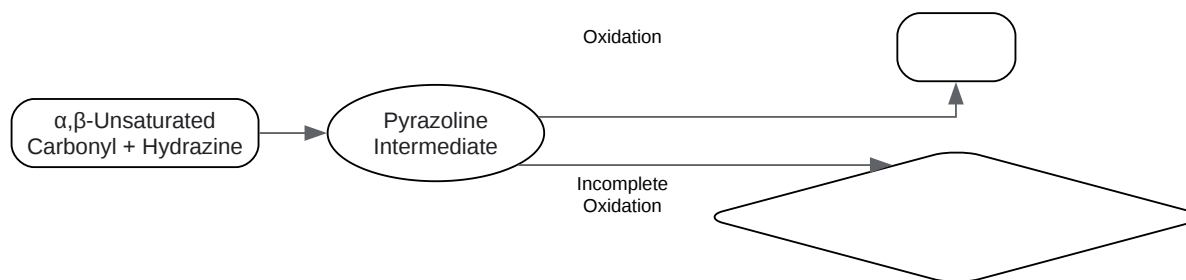 Oxidation
α,β-Unsaturated
Carbonyl + Hydrazine
Pyrazoline
Intermediate
Incomplete
Oxidation